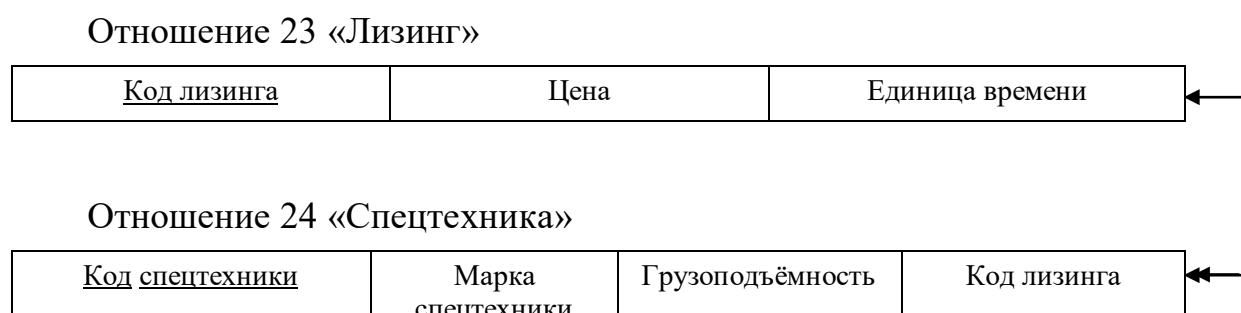 Отношение 23 «Лизинг»
Код лизинга Цена Единица времени
Отношение 24 «Спецтехника»
Код спецтехники Марка Грузоподъёмность Код лизинга
спецтехники